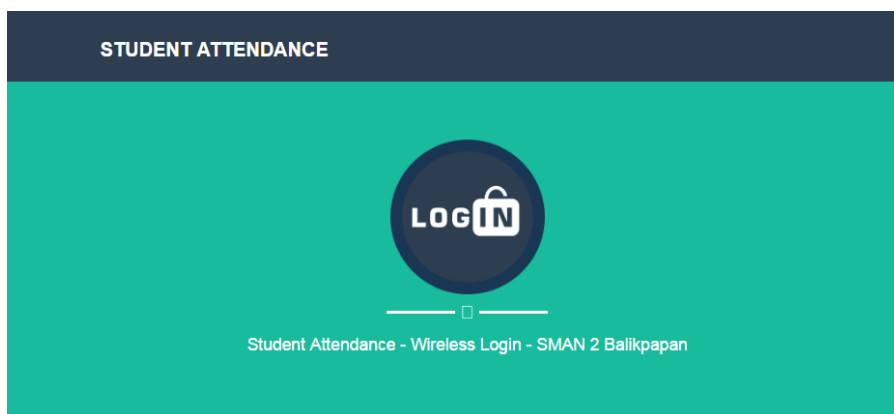 STUDENT ATTENDANCE
LOGIN
Student Attendance - Wireless Login - SMAN 2 Balikpapan